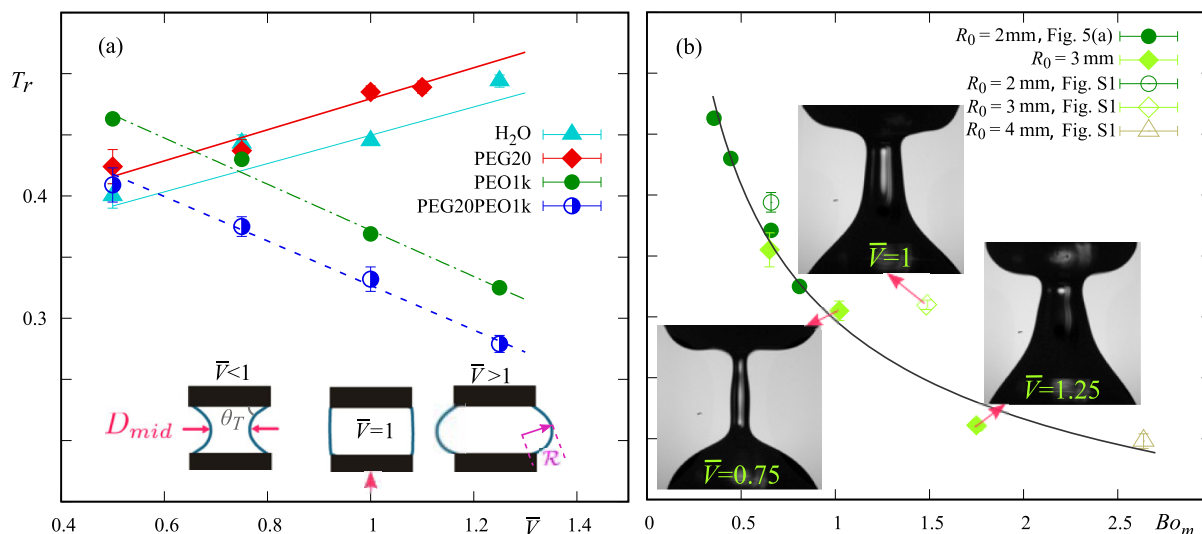 (a)
T_r
0.4
0.3
H₂O
PEG20
PEO1k
PEG20PEO1k
V̅<1
V̅>1
θ_T
D_mid
V̅=1
ℛ
0.4
0.6
0.8
1
V̅
1.2
1.4
(b)
R₀ = 2mm, Fig. 5(a)
R₀ = 3 mm
R₀ = 2 mm, Fig. S1
R₀ = 3 mm, Fig. S1
R₀ = 4 mm, Fig. S1
V̅=1
V̅=1.25
V̅=0.75
0
0.5
1
1.5
2
2.5
Bo_m